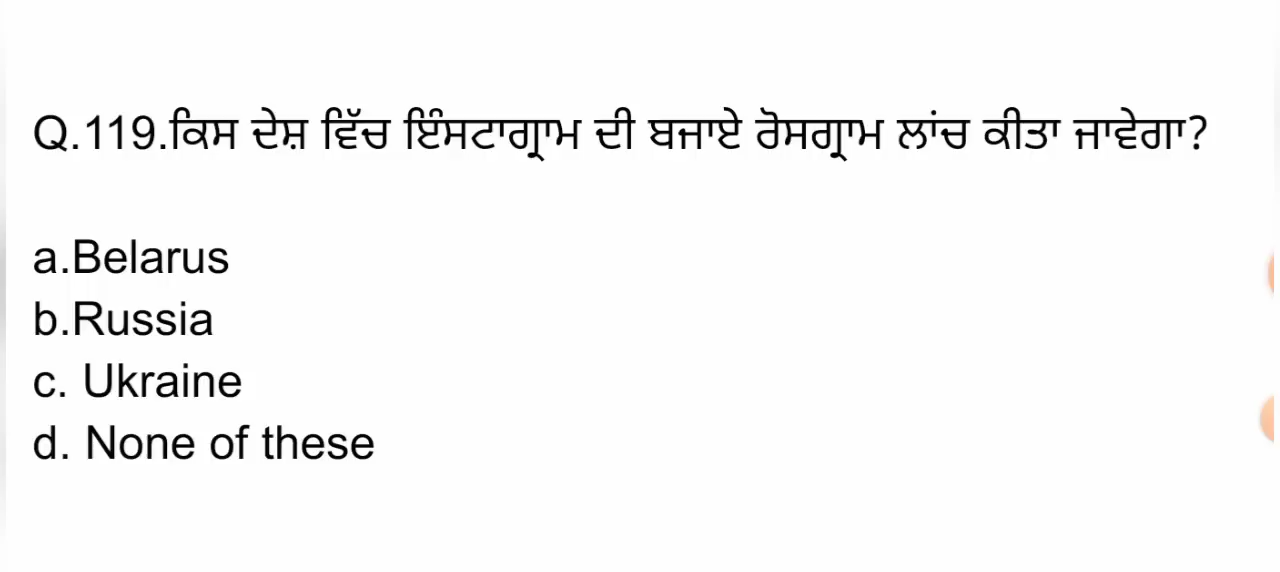 Q.119.ਕਿਸ ਦੇਸ਼ ਵਿੱਚ ਇੰਸਟਾਗ੍ਰਾਮ ਦੀ ਬਜਾਏ ਰੋਸਗ੍ਰਾਮ ਲਾਂਚ ਕੀਤਾ ਜਾਵੇਗਾ?
a.Belarus
b.Russia
c. Ukraine
d. None of these